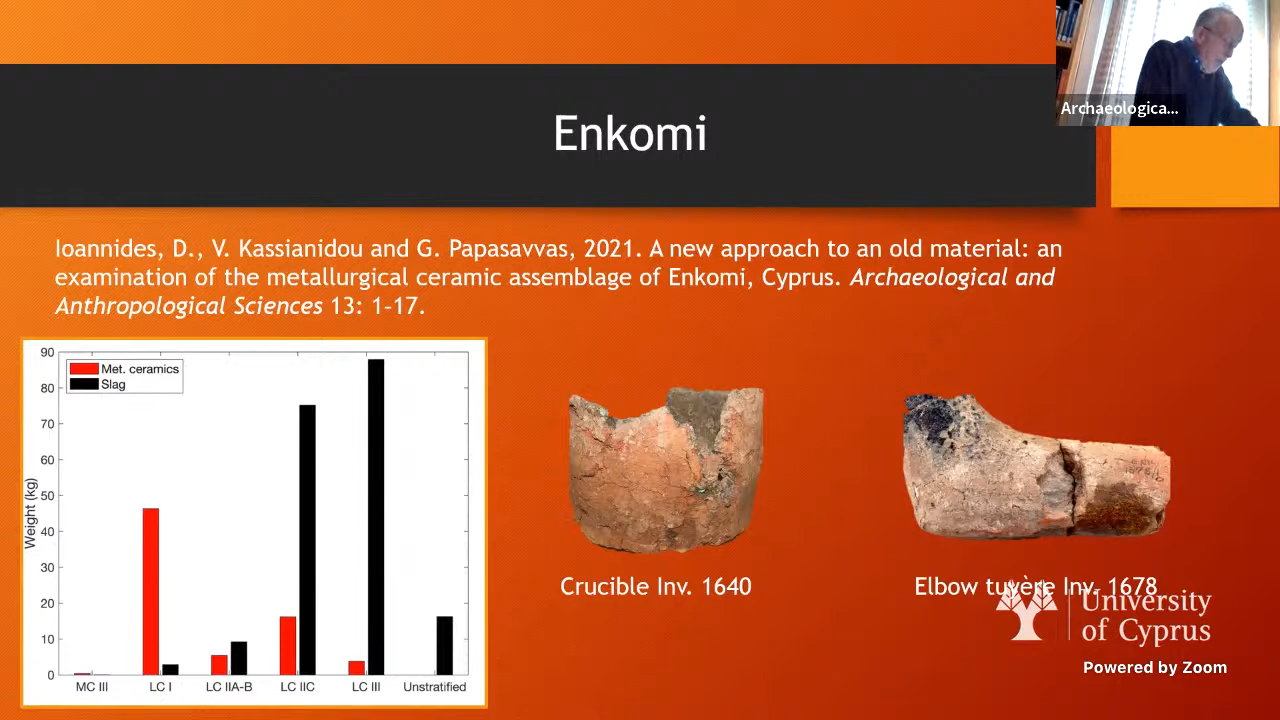 Archaeologica...
Enkomi
Ioannides, D., V. Kassianidou and G. Papasavvas, 2021. A new approach to an old material: an
examination of the metallurgical ceramic assemblage of Enkomi, Cyprus. Archaeological and
Anthropological Sciences 13: 1–17.
90
80
70
60
50
40
30
20
10
0
Weight (kg)
Met. ceramics
Slag
MC III
LC I
LC IIA-B
LC IIC
LC III
Unstratified
Crucible Inv. 1640
Elbow tuyère Inv. 1678
University
of Cyprus
Powered by Zoom